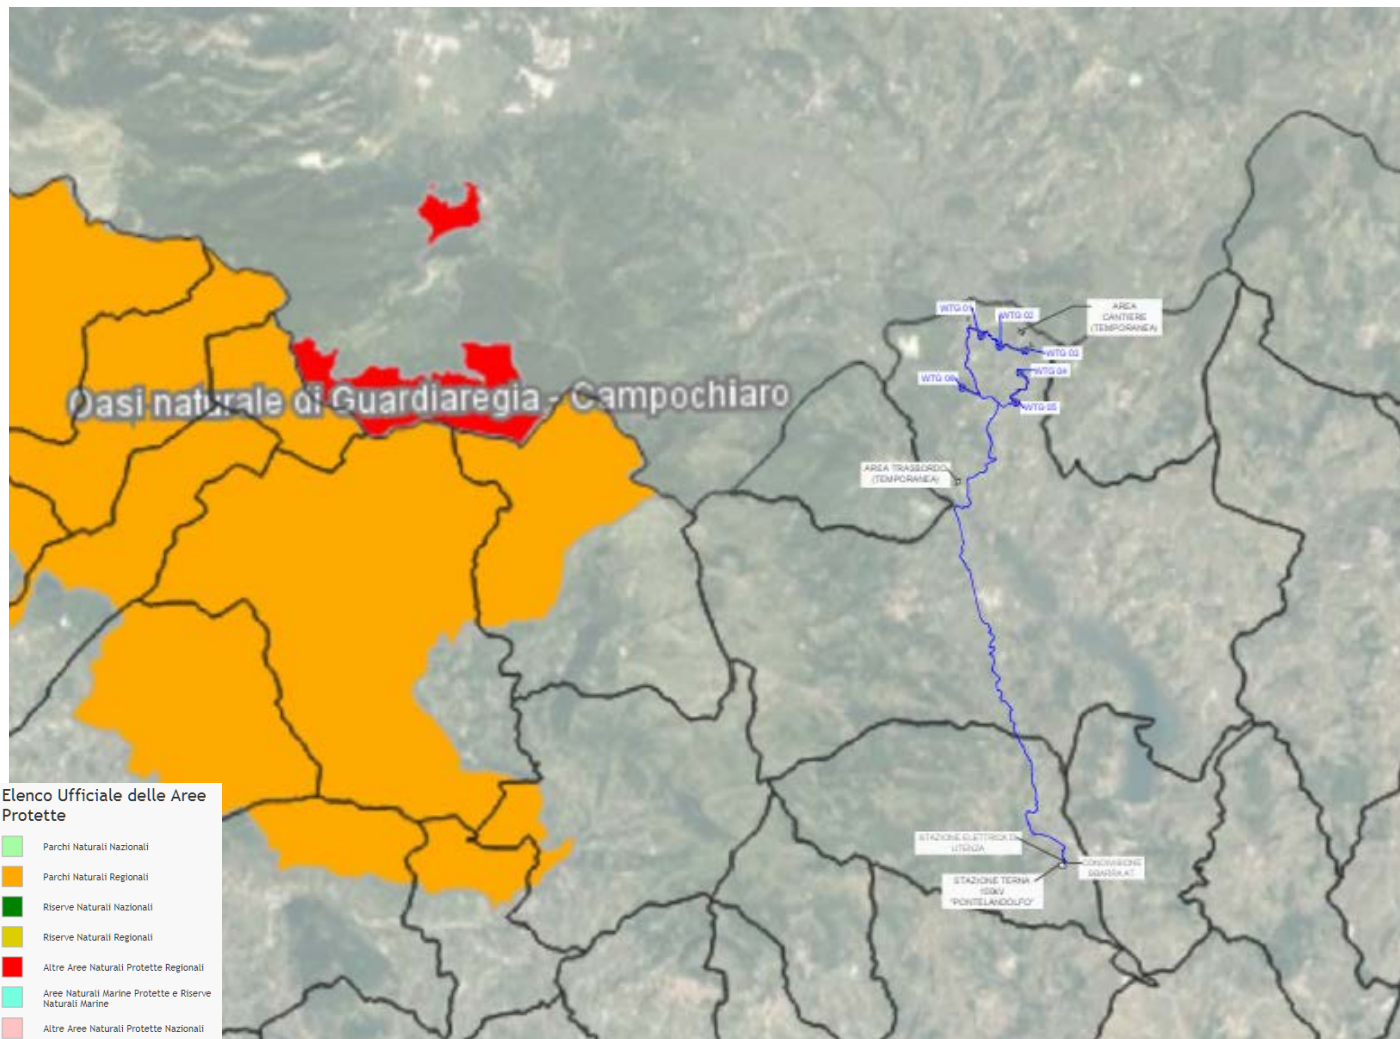 WTG 01
WTG 02
AREA
CANTIERE
(TEMPORANEA)
WTG 03
WTG 04
WTG 06
WTG 05
Oasi naturale di Guardiaregia - Campochiaro
AREA TRASBORDO
(TEMPORANEA)
STAZIONE ELETTRICA DI
UTENZA
CONDIVISIONE
SBARRA AT
STAZIONE TERNA
150kV
"PONTELANDOLFO"
Elenco Ufficiale delle Aree
Protette
Parchi Naturali Nazionali
Parchi Naturali Regionali
Riserve Naturali Nazionali
Riserve Naturali Regionali
Altre Aree Naturali Protette Regionali
Aree Naturali Marine Protette e Riserve
Naturali Marine
Altre Aree Naturali Protette Nazionali